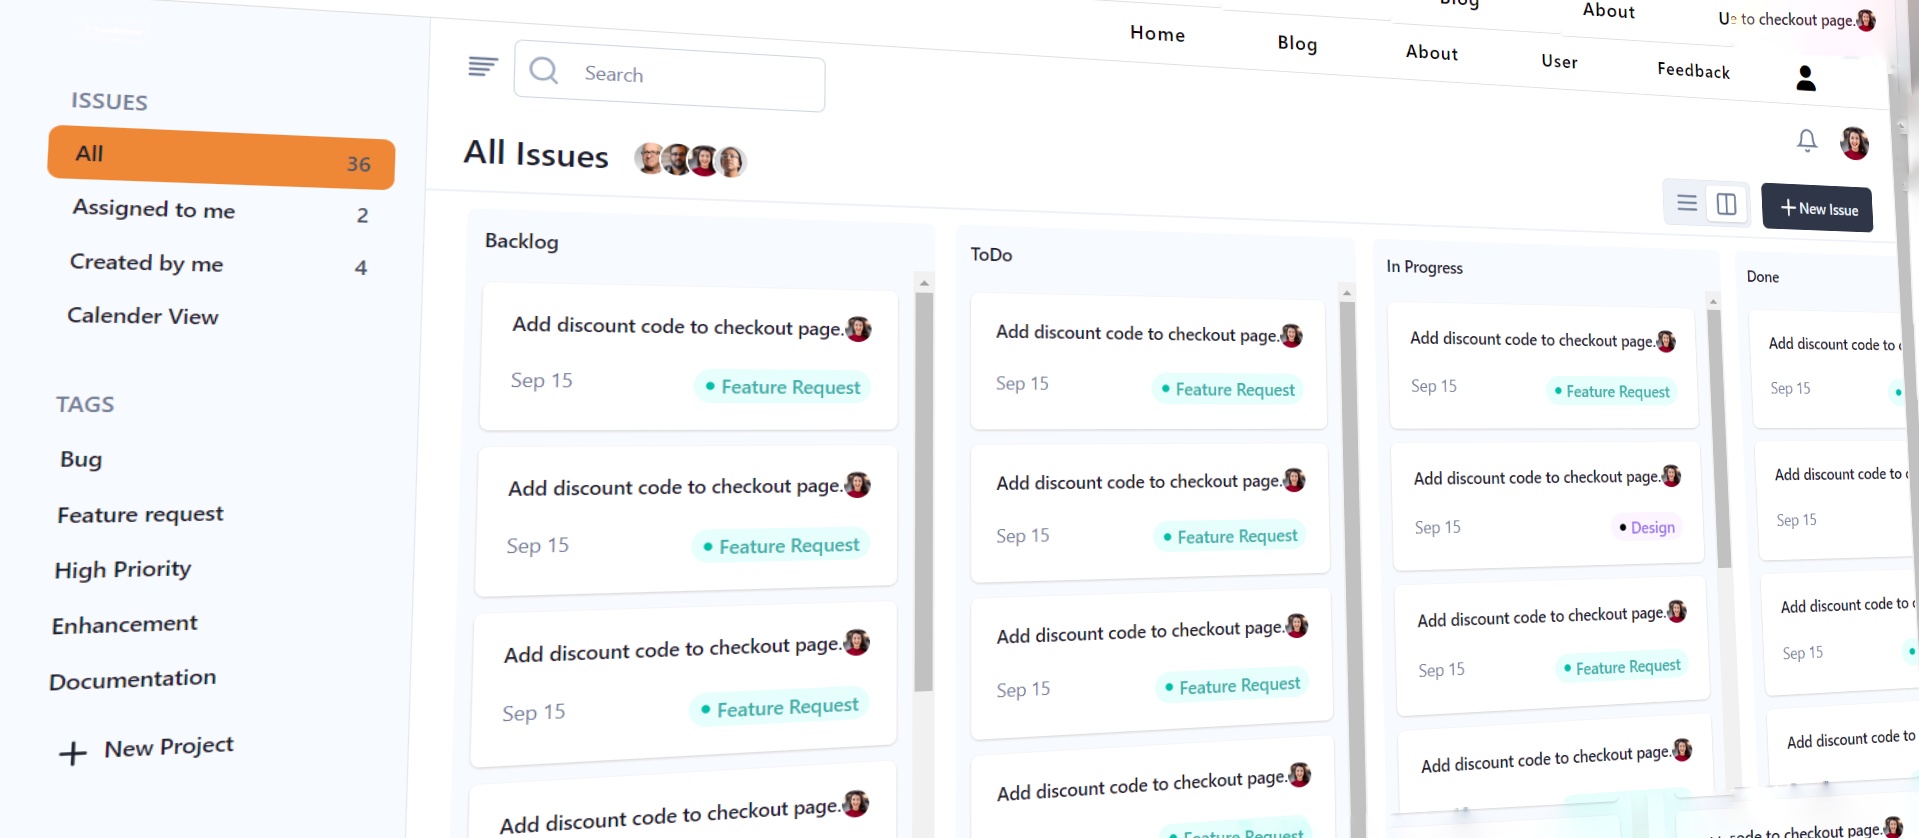 Blog
About
Ue to checkout page.
Home
Blog
About
User
Feedback
Search
All Issues
New Issue
ISSUES
All 36
Assigned to me 2
Created by me 4
Calender View
TAGS
Bug
Feature request
High Priority
Enhancement
Documentation
+ New Project
Backlog
Add discount code to checkout page.
Sep 15
Feature Request
Add discount code to checkout page.
Sep 15
Feature Request
Add discount code to checkout page.
Sep 15
Feature Request
Add discount code to checkout page.
ToDo
Add discount code to checkout page.
Sep 15
Feature Request
Add discount code to checkout page.
Sep 15
Feature Request
Add discount code to checkout page.
Sep 15
Feature Request
Add discount code to checkout page.
Feature Request
In Progress
Add discount code to checkout page.
Sep 15
Feature Request
Add discount code to checkout page.
Sep 15
Design
Add discount code to checkout page.
Sep 15
Feature Request
Add discount code to checkout page.
Done
Add discount code to
Sep 15
Add discount code to
Sep 15
Add discount code to
Sep 15
Add discount code to
code to checkout page.